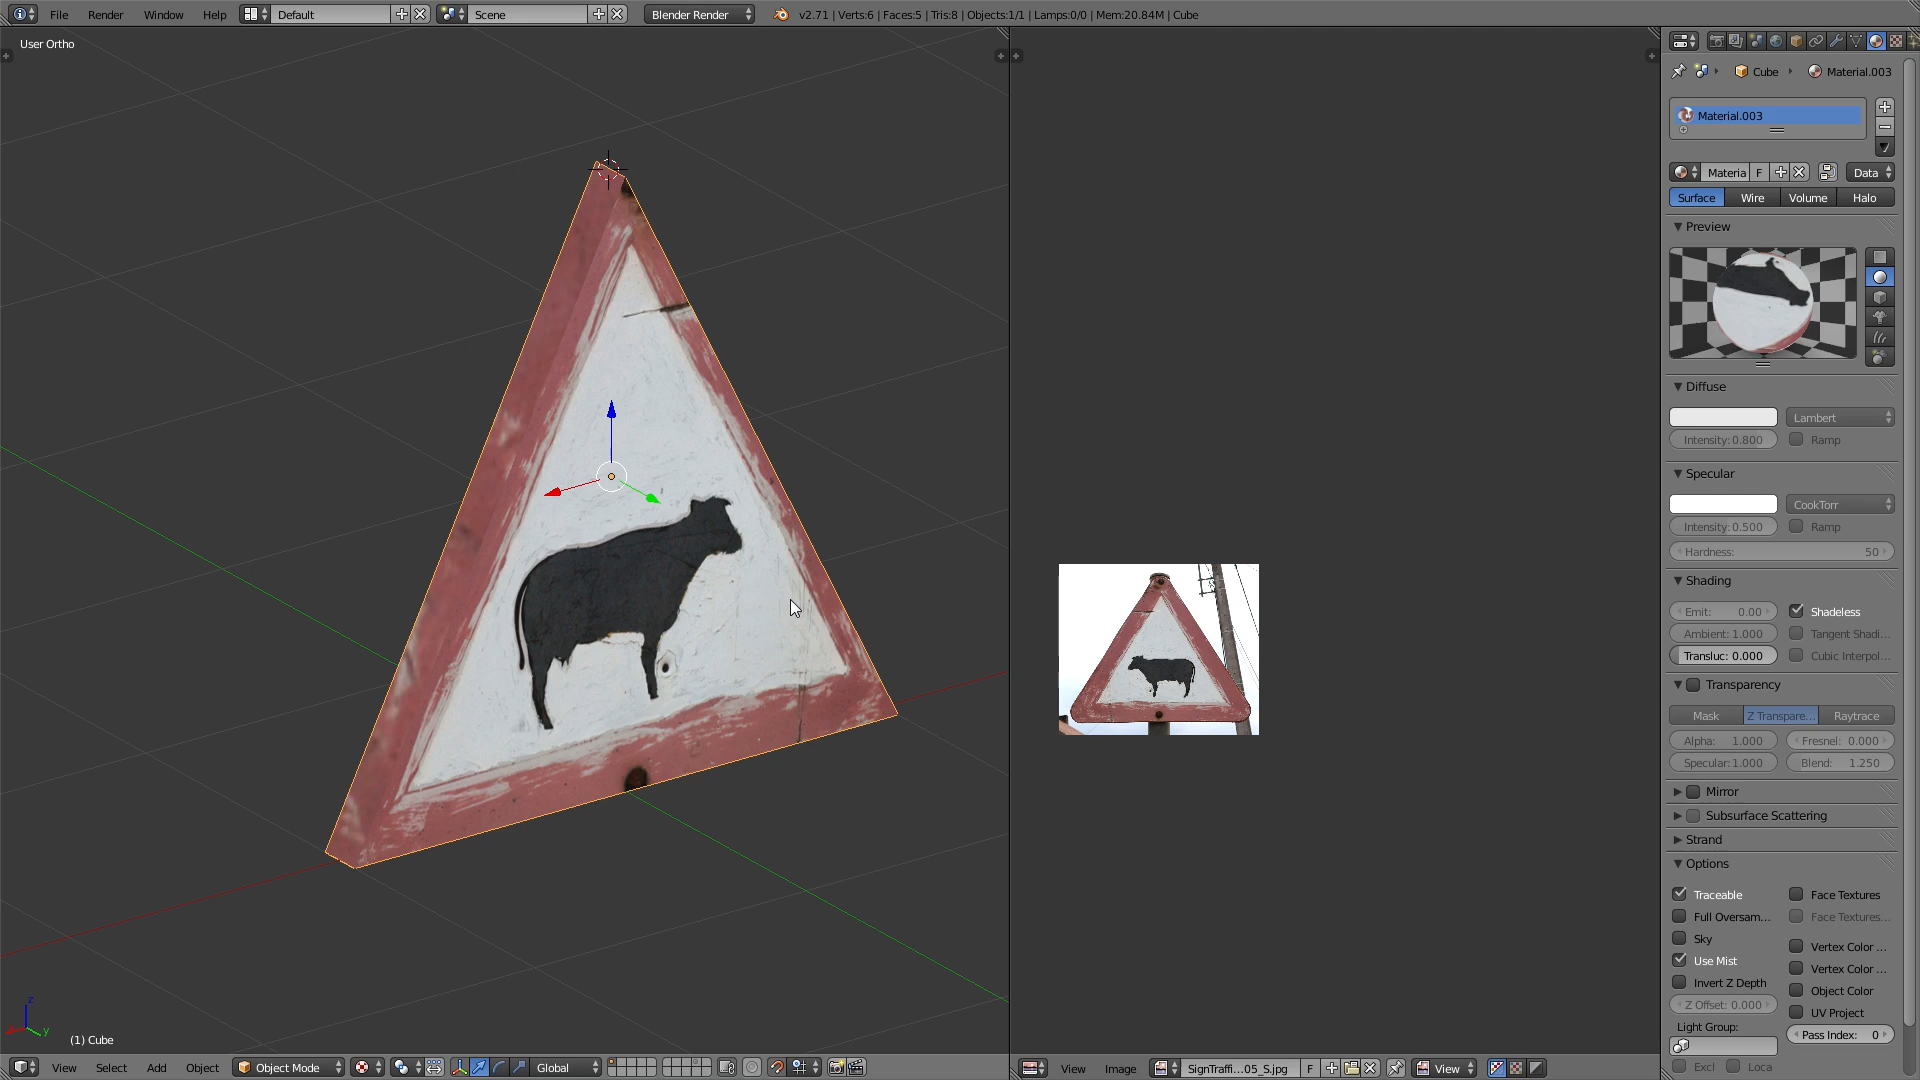 File Render Window Help Default Scene Blender Render v2.71 | Verts:6 | Faces:5 | Tris:8 | Objects:1/1 | Lamps:0/0 | Mem:20.84M | Cube
User Ortho
Cube Material.003
Material.003
Materia F Data
Surface Wire Volume Halo
Preview
Diffuse
Lambert
Intensity: 0.800 Ramp
Specular
CookTorr
Intensity: 0.500 Ramp
Hardness: 50
Shading
Emit: 0.00 Shadeless
Ambient: 1.000 Tangent Shadi...
Transluc: 0.000 Cubic Interpol...
Transparency
Mask Z Transpare... Raytrace
Alpha: 1.000 Fresnel: 0.000
Specular: 1.000 Blend: 1.250
Mirror
Subsurface Scattering
Strand
Options
Traceable Face Textures
Full Oversam... Face Textures...
Sky Vertex Color ...
Use Mist Vertex Color ...
Invert Z Depth Object Color
Z Offset: 0.000 UV Project
Light Group: Pass Index: 0
Excl Loca
z
y
(1) Cube
View Select Add Object Object Mode Global
View Image SignTraffi...05_S.jpg F View